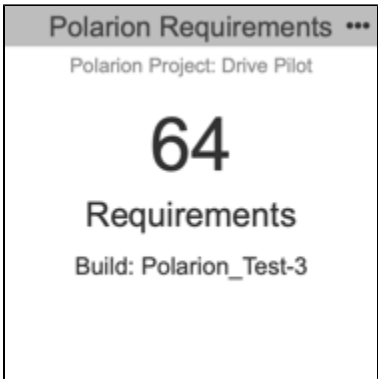 Polarion Requirements •••
Polarion Project: Drive Pilot
64
Requirements
Build: Polarion_Test-3